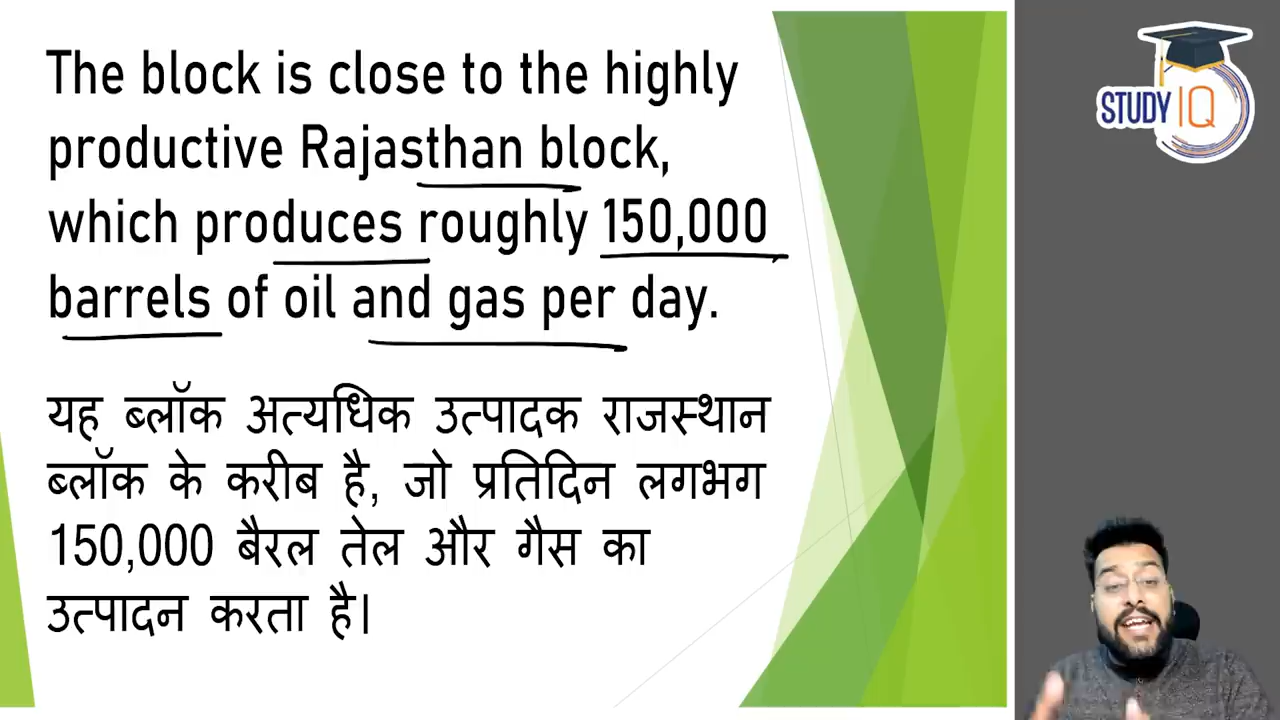 The block is close to the highly
productive Rajasthan block,
which produces roughly 150,000
barrels of oil and gas per day.
यह ब्लॉक अत्यधिक उत्पादक राजस्थान
ब्लॉक के करीब है, जो प्रतिदिन लगभग
150,000 बैरल तेल और गैस का
उत्पादन करता है।
STUDY IQ